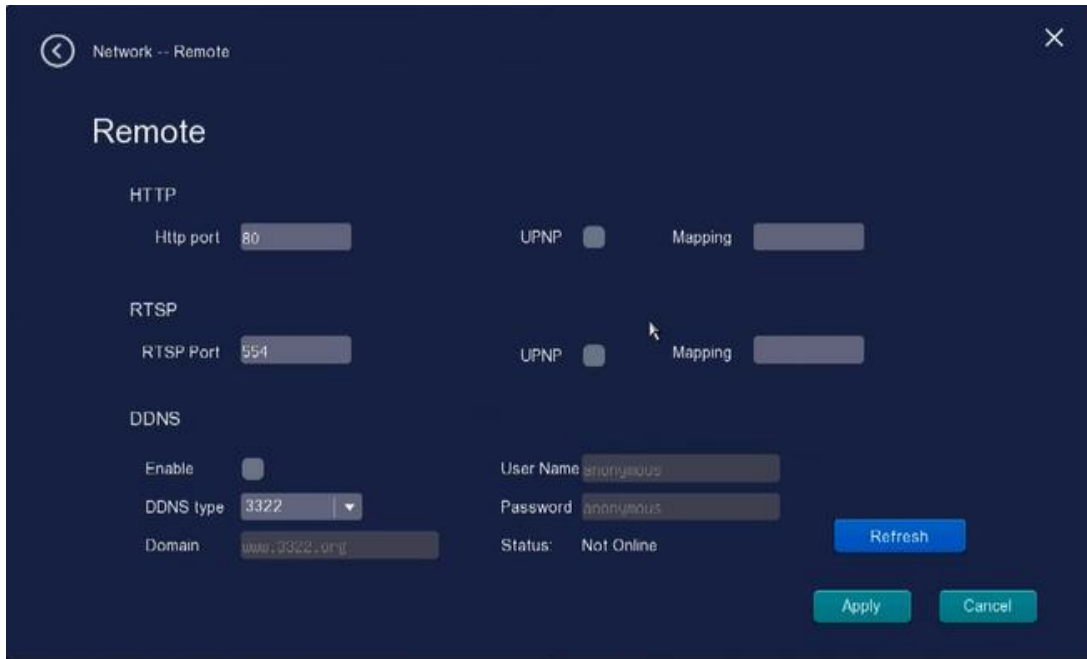 Network -- Remote
Remote
HTTP
Http port 80 UPNP Mapping
RTSP
RTSP Port 554 UPNP Mapping
DDNS
Enable User Name anonymous
DDNS type 3322 Password anonymous
Domain www.3322.org Status: Not Online Refresh
Apply Cancel